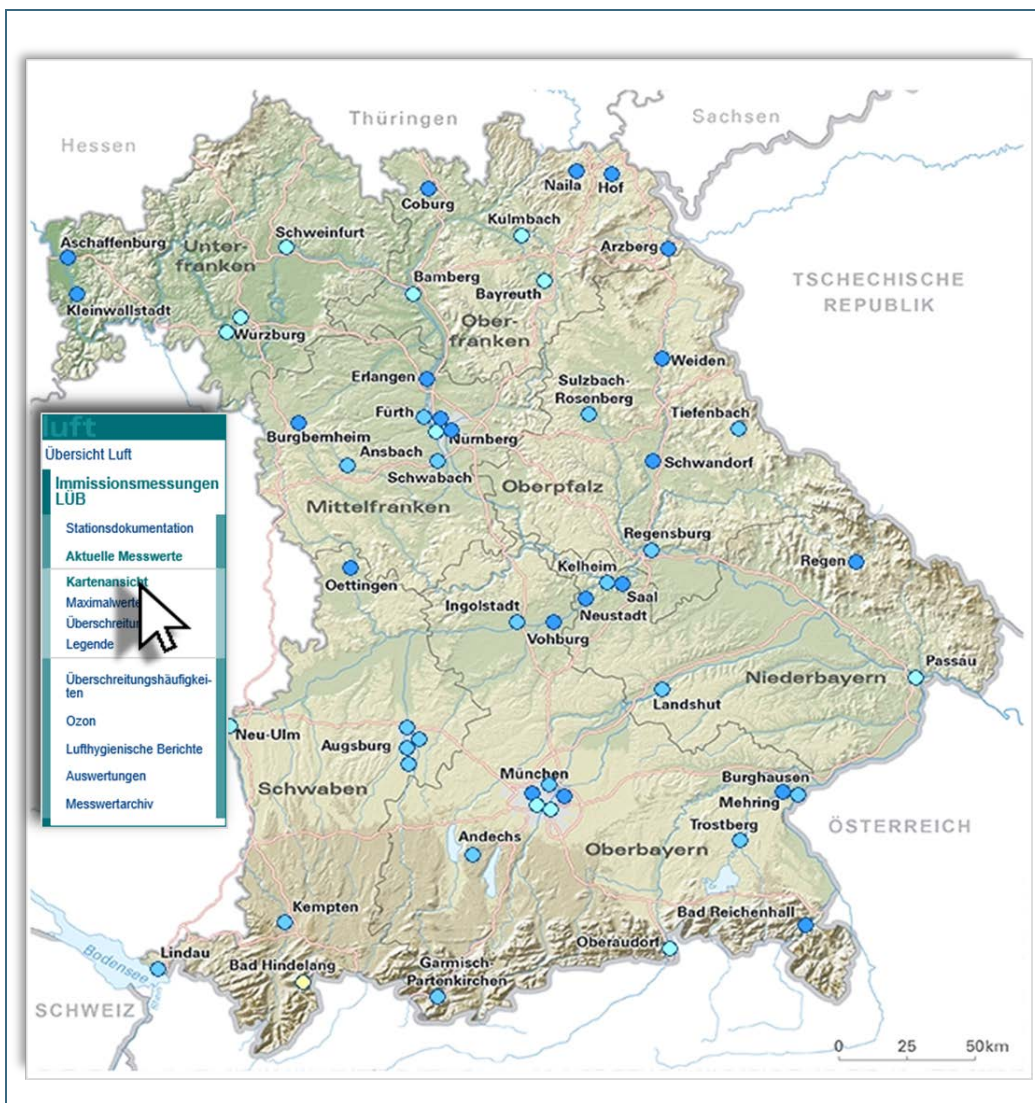 Thüringen
Sachsen
Hessen
Naila
Hof
Coburg
Kulmbach
Schweinfurt
Aschaffenburg
Unter-
franken
Arzberg
Bamberg
Bayreuth
TSCHECHISCHE
REPUBLIK
Kleinwallstadt
Ober-
franken
Würzburg
Weiden
Erlangen
Sulzbach-
Rosenberg
Tiefenbach
Fürth
Burgbernheim
Nürnberg
Ansbach
Schwabach
Schwandorf
Oberpfalz
Mittelfranken
Regensburg
Regen
Kelheim
Oettingen
Saal
Neustadt
Ingolstadt
Vohburg
Passau
Niederbayern
Landshut
Neu-Ulm
Augsburg
München
Burghausen
Mehring
Schwaben
Trostberg
ÖSTERREICH
Andechs
Oberbayern
Kempten
Bad Reichenhall
Oberaudorf
Lindau
Bodensee
Bad Hindelang
Garmisch-
Partenkirchen
SCHWEIZ
0 25 50km
luft
Übersicht Luft
Immissionsmessungen
LÜB
Stationsdokumentation
Aktuelle Messwerte
Kartenansicht
Maximalwerte
Legende
Überschreitungshäufigkei-
ten
Ozon
Lufthygienische Berichte
Auswertungen
Messwertarchiv